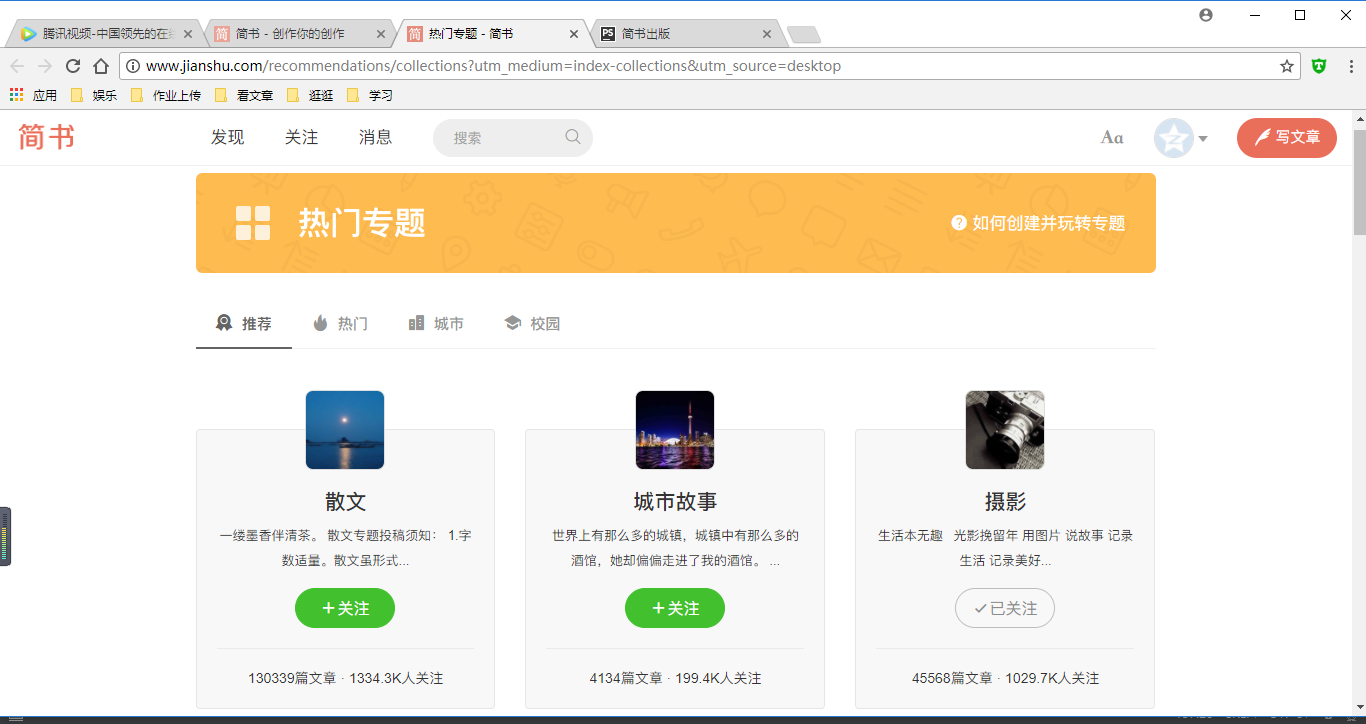 腾讯视频-中国领先的在线
简书 - 创作你的创作
热门专题 - 简书
PS 简书出版
www.jianshu.com/recommendations/collections?utm_medium=index-collections&utm_source=desktop
应用 娱乐 作业上传 看文章 逛逛 学习
简书 发现 关注 消息 搜索 Aa 写文章
热门专题 ? 如何创建并玩转专题
推荐 热门 城市 校园
散文
一缕墨香伴清茶。 散文专题投稿须知： 1.字
数适量。散文虽形式...
+关注
130339篇文章 · 1334.3K人关注
城市故事
世界上有那么多的城镇，城镇中有那么多的
酒馆，她却偏偏走进了我的酒馆。 ...
+关注
4134篇文章 · 199.4K人关注
摄影
生活本无趣 光影挽留年 用图片 说故事 记录
生活 记录美好...
✓已关注
45568篇文章 · 1029.7K人关注